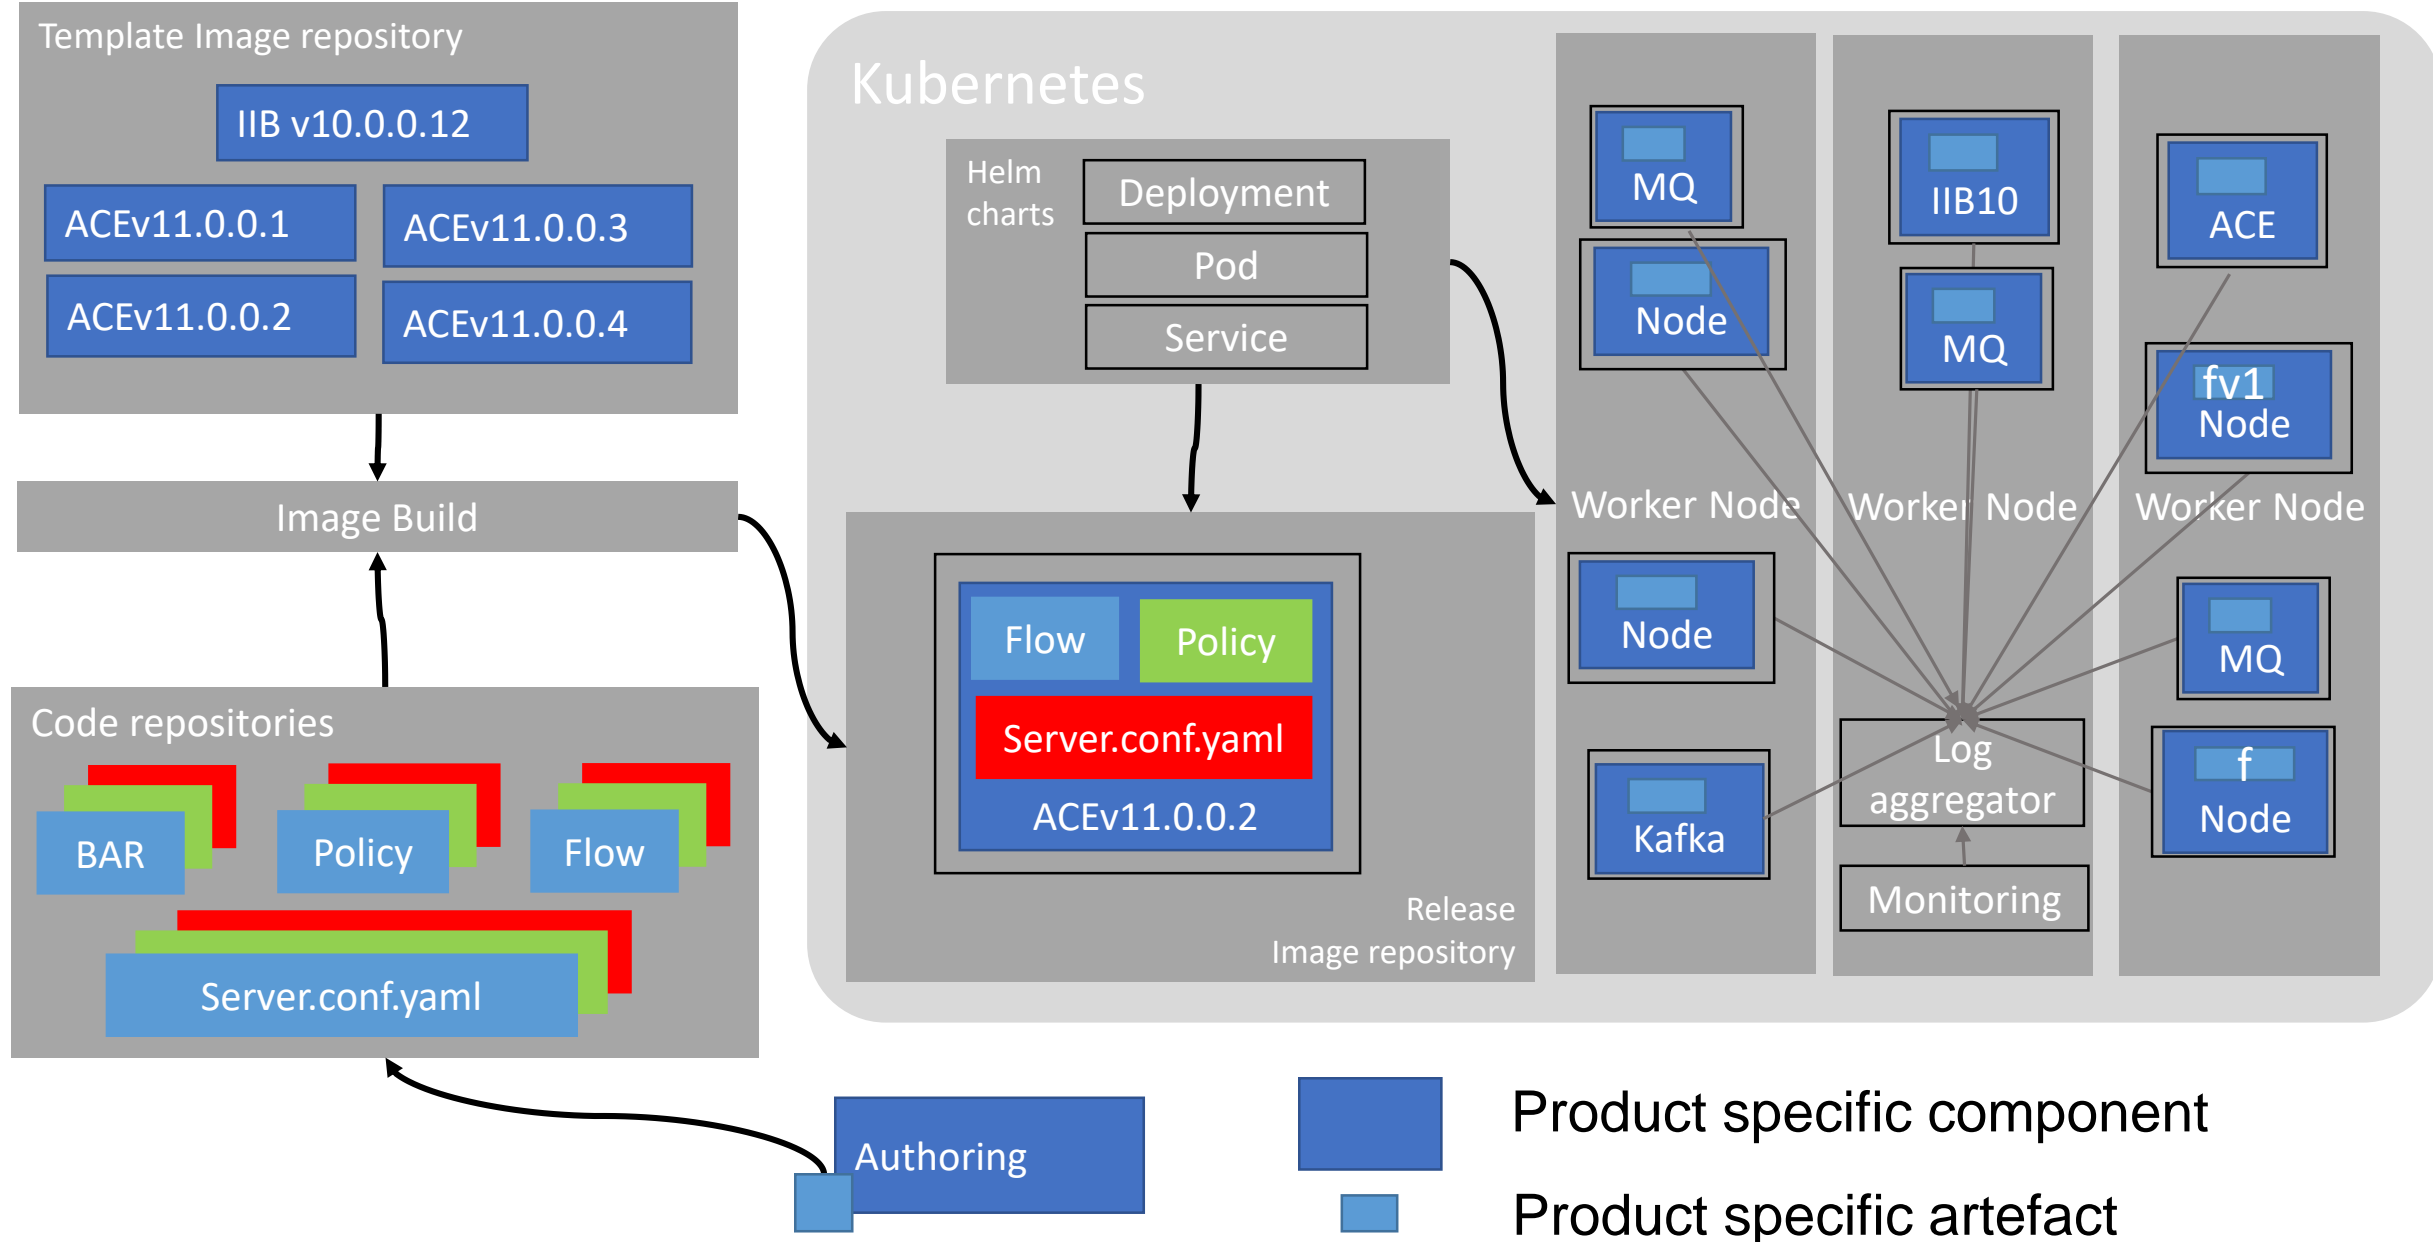 Template Image repository
IIB v10.0.0.12
ACEv11.0.0.1
ACEv11.0.0.3
ACEv11.0.0.2
ACEv11.0.0.4
Image Build
Code repositories
BAR
Policy
Flow
Server.conf.yaml
Authoring
Kubernetes
Helm
charts
Deployment
Pod
Service
Flow
Policy
Server.conf.yaml
ACEv11.0.0.2
Release
Image repository
MQ
Node
Worker Node
Node
Kafka
IIB10
MQ
Worker Node
Log
aggregator
Monitoring
ACE
fv1
Node
Worker Node
MQ
f
Node
Product specific component
Product specific artefact